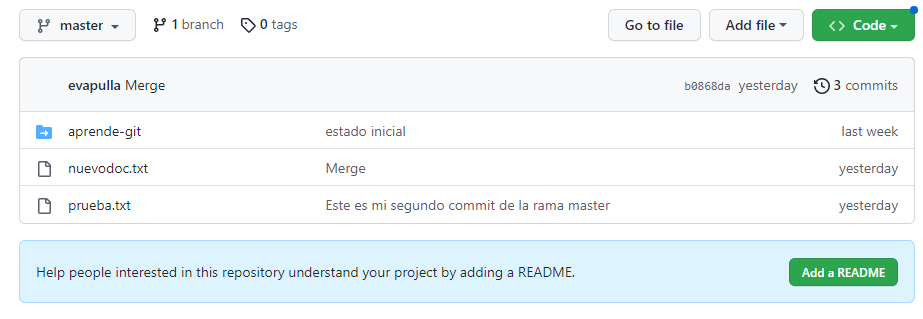 master 1 branch 0 tags Go to file Add file Code
evapulla Merge b0868da yesterday 3 commits
aprende-git estado inicial last week
nuevodoc.txt Merge yesterday
prueba.txt Este es mi segundo commit de la rama master yesterday
Help people interested in this repository understand your project by adding a README. Add a README